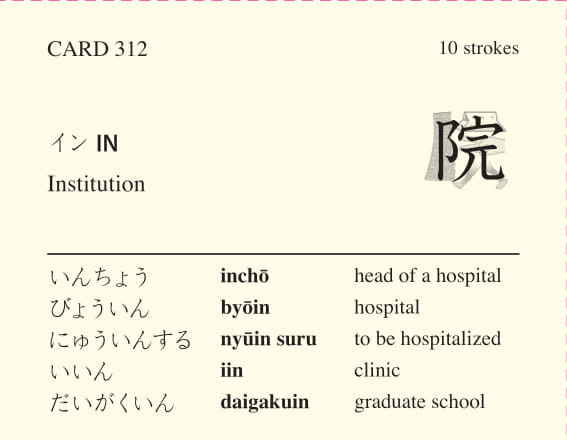 CARD 312 10 strokes
イン IN
院
Institution
いんちょう inchō head of a hospital
びょういん byōin hospital
にゅういんする nyūin suru to be hospitalized
いいん iin clinic
だいがくいん daigakuin graduate school